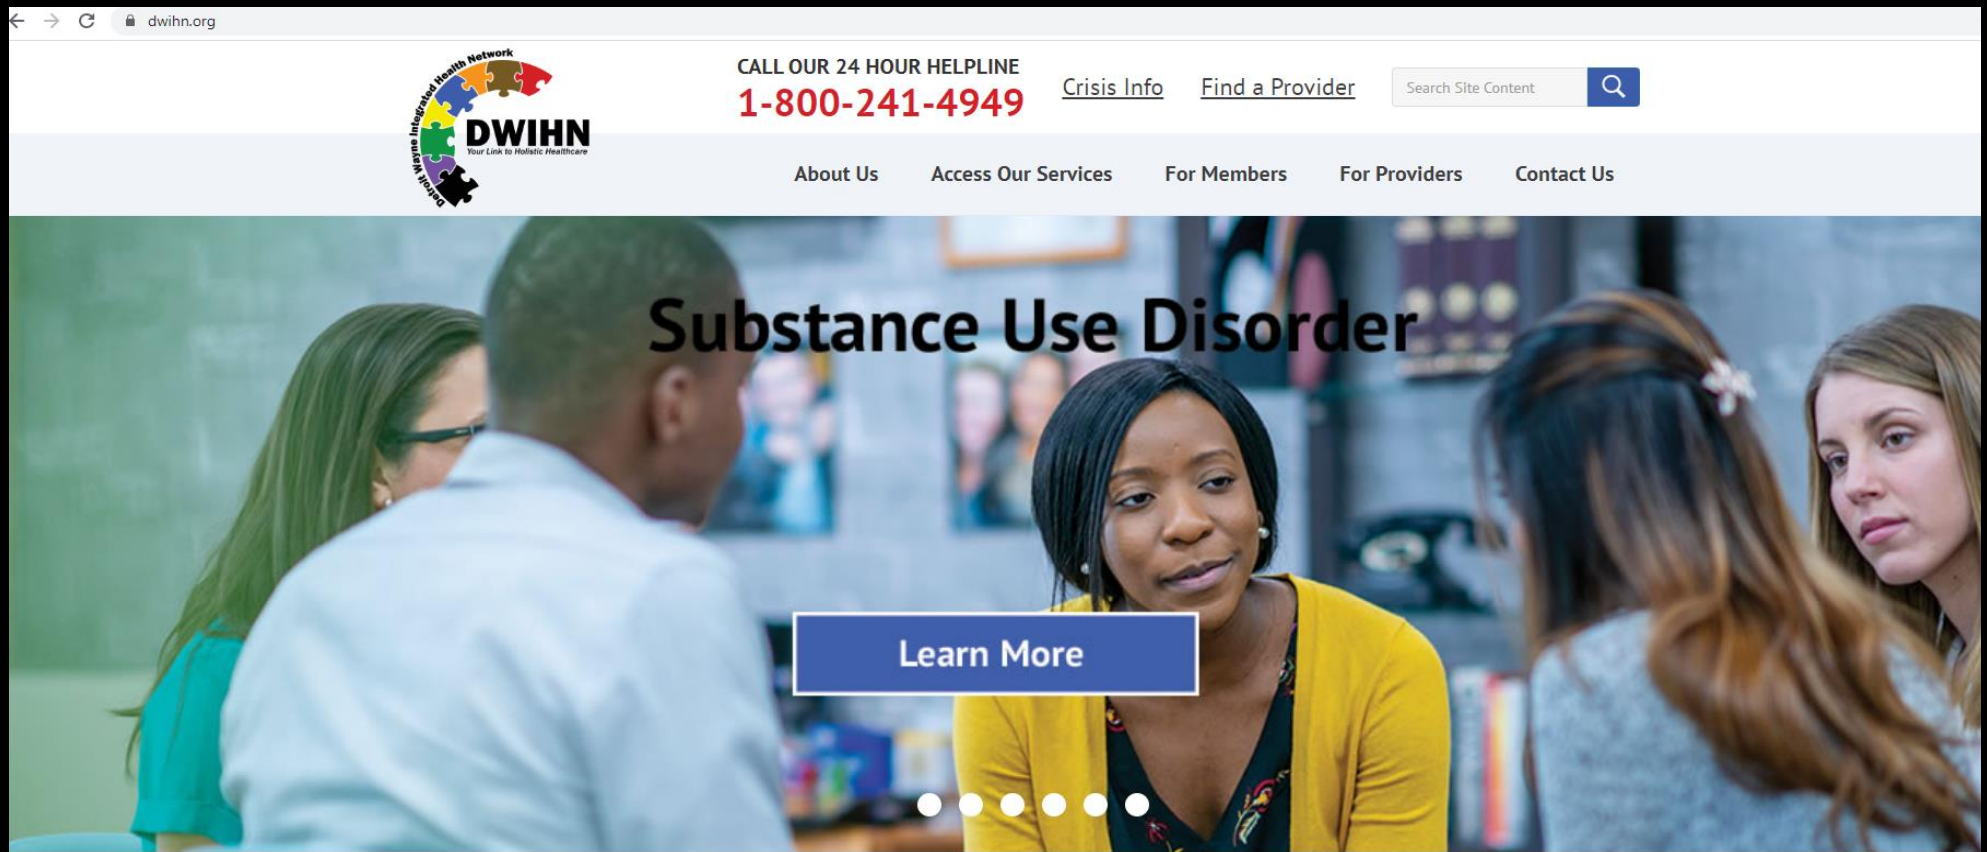 dwihn.org
Detroit Wayne Integrated Health Network
DWIHN
Your Link to Holistic Healthcare
CALL OUR 24 HOUR HELPLINE
1-800-241-4949
Crisis Info
Find a Provider
Search Site Content
About Us
Access Our Services
For Members
For Providers
Contact Us
Substance Use Disorder
Learn More